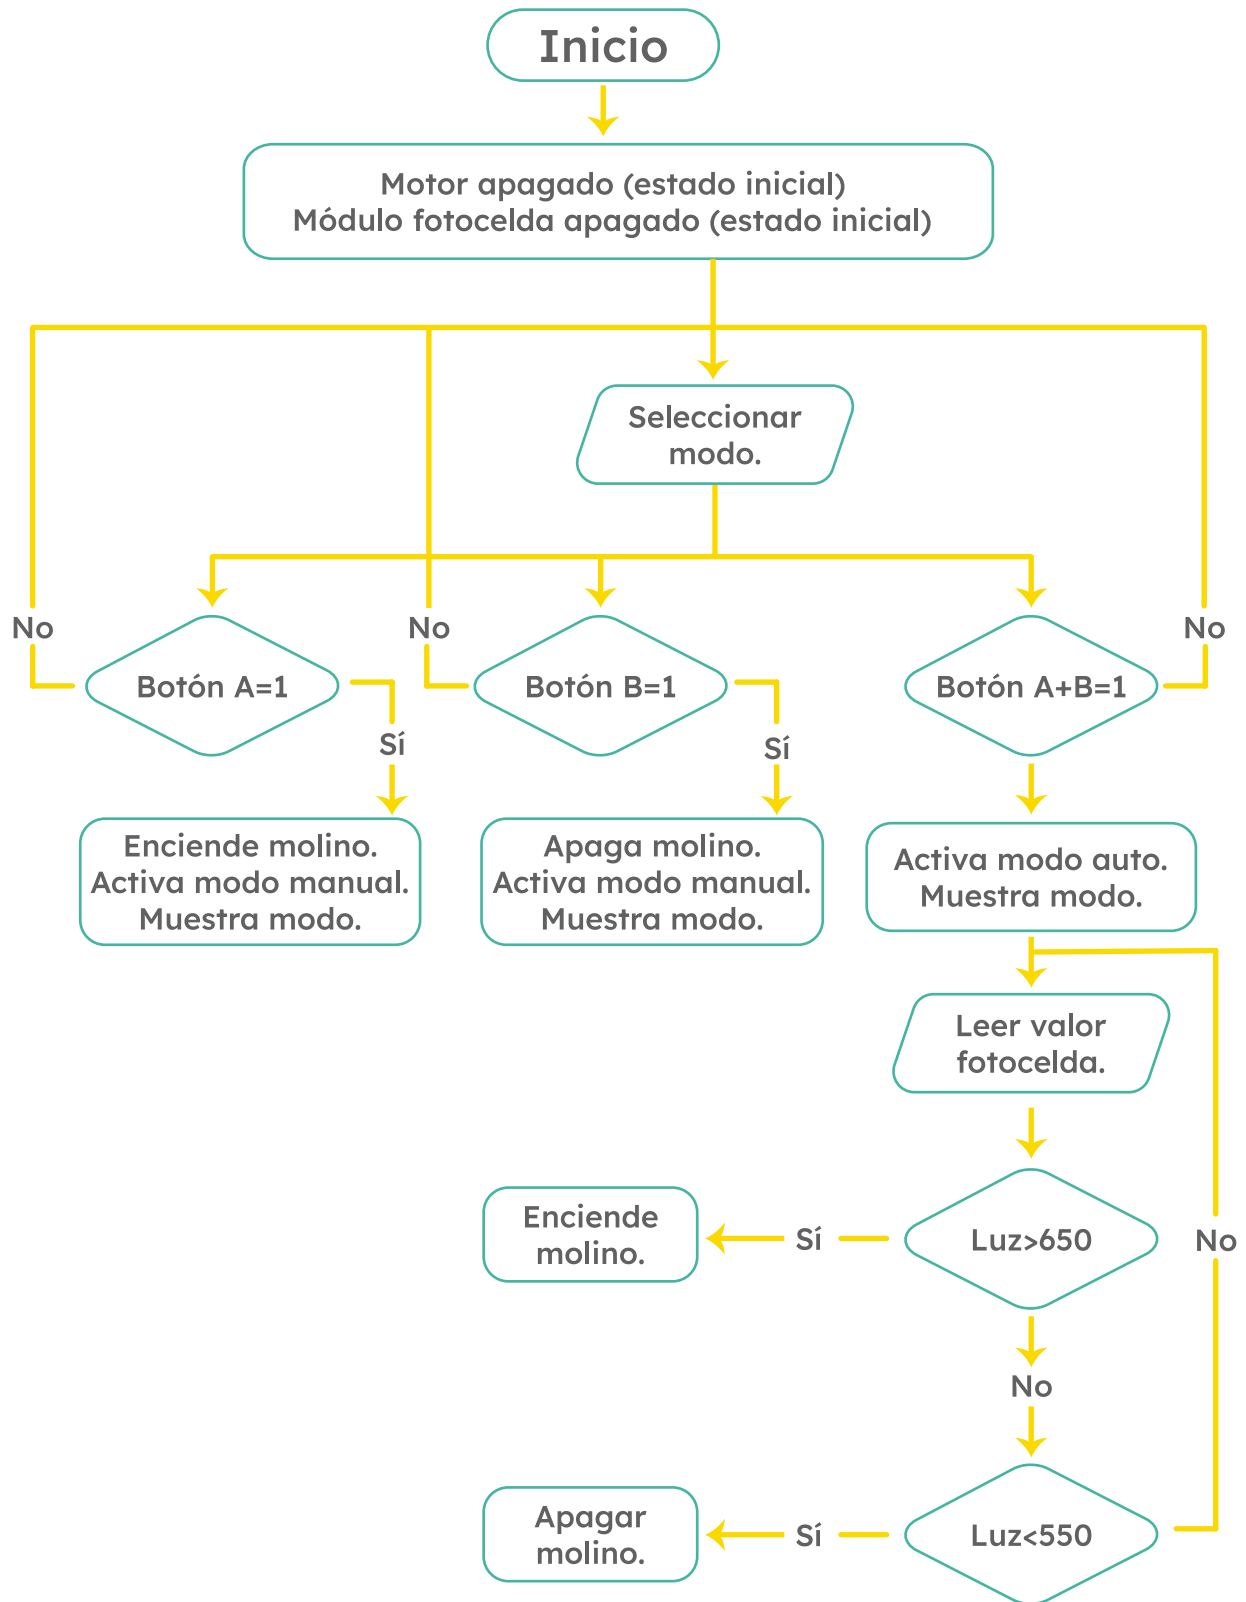 Inicio
Motor apagado (estado inicial)
Módulo fotocelda apagado (estado inicial)
Seleccionar
modo.
No
No
No
Botón A=1
Botón B=1
Botón A+B=1
Sí
Sí
Enciende molino.
Activa modo manual.
Muestra modo.
Apaga molino.
Activa modo manual.
Muestra modo.
Activa modo auto.
Muestra modo.
Leer valor
fotocelda.
Enciende
molino.
Sí
Luz>650
No
No
Apagar
molino.
Sí
Luz<550